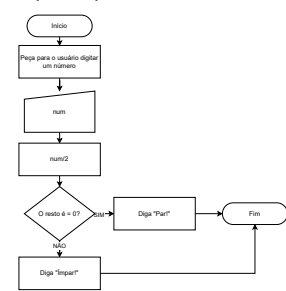 Início
Peça para o usuário digitar
um número
num
num/2
O resto é = 0?
SIM
Diga "Par!"
Fim
NÃO
Diga "Ímpar!"